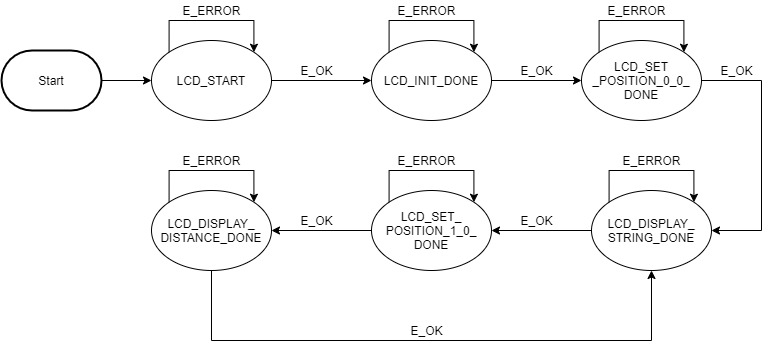 E_ERROR
E_ERROR
E_ERROR
Start
LCD_START
E_OK
LCD_INIT_DONE
E_OK
LCD_SET
_POSITION_0_0_
DONE
E_OK
E_ERROR
E_ERROR
E_ERROR
LCD_DISPLAY_
DISTANCE_DONE
E_OK
LCD_SET_
POSITION_1_0_
DONE
E_OK
LCD_DISPLAY_
STRING_DONE
E_OK